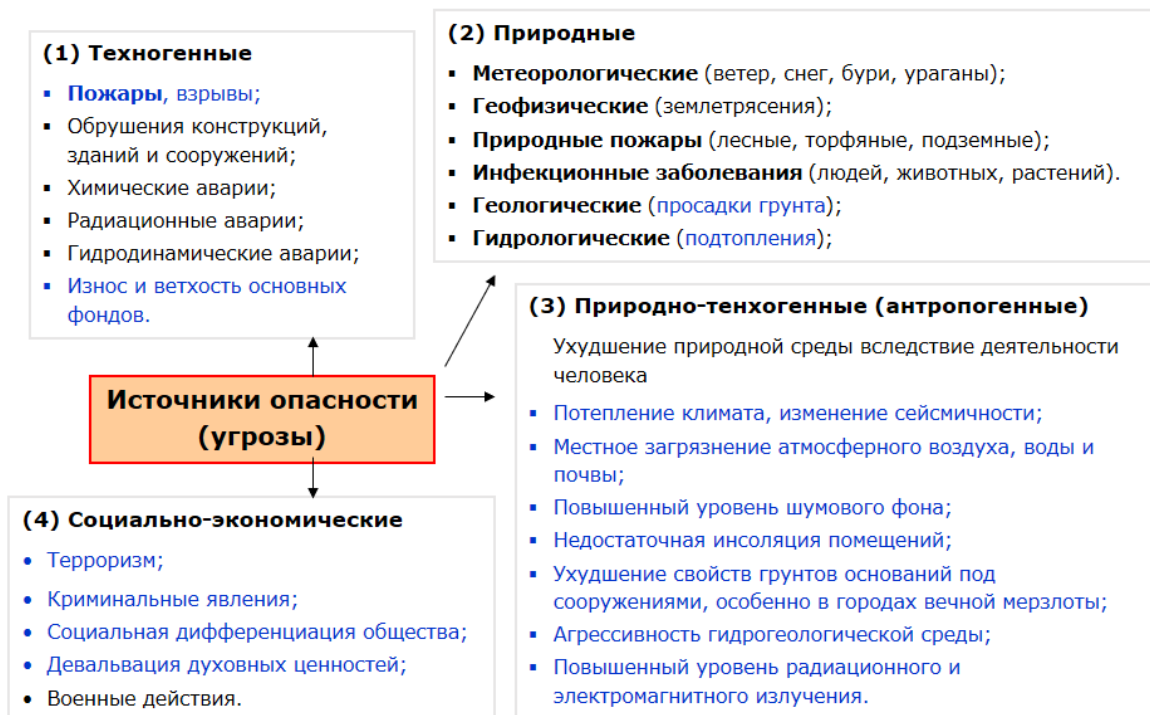 (1) Техногенные
▪ Пожары, взрывы;
▪ Обрушения конструкций,
зданий и сооружений;
▪ Химические аварии;
▪ Радиационные аварии;
▪ Гидродинамические аварии;
▪ Износ и ветхость основных
фондов.
(2) Природные
▪ Метеорологические (ветер, снег, бури, ураганы);
▪ Геофизические (землетрясения);
▪ Природные пожары (лесные, торфяные, подземные);
▪ Инфекционные заболевания (людей, животных, растений).
▪ Геологические (просадки грунта);
▪ Гидрологические (подтопления);
Источники опасности
(угрозы)
(3) Природно-тенхогенные (антропогенные)
Ухудшение природной среды вследствие деятельности
человека
▪ Потепление климата, изменение сейсмичности;
▪ Местное загрязнение атмосферного воздуха, воды и
почвы;
▪ Повышенный уровень шумового фона;
▪ Недостаточная инсоляция помещений;
▪ Ухудшение свойств грунтов оснований под
сооружениями, особенно в городах вечной мерзлоты;
▪ Агрессивность гидрогеологической среды;
▪ Повышенный уровень радиационного и
электромагнитного излучения.
(4) Социально-экономические
• Терроризм;
• Криминальные явления;
• Социальная дифференциация общества;
• Девальвация духовных ценностей;
• Военные действия.